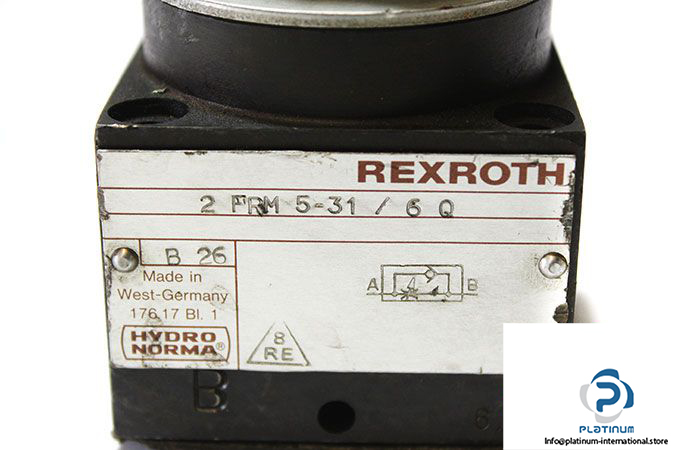 REXROTH
2 FRM 5-31 / 6 Q
B 26
Made in
West-Germany
176 17 Bl. 1
HYDRO
NORMA®
8
RE
A B
B
6
PLATINUM
Info@platinum-international.store